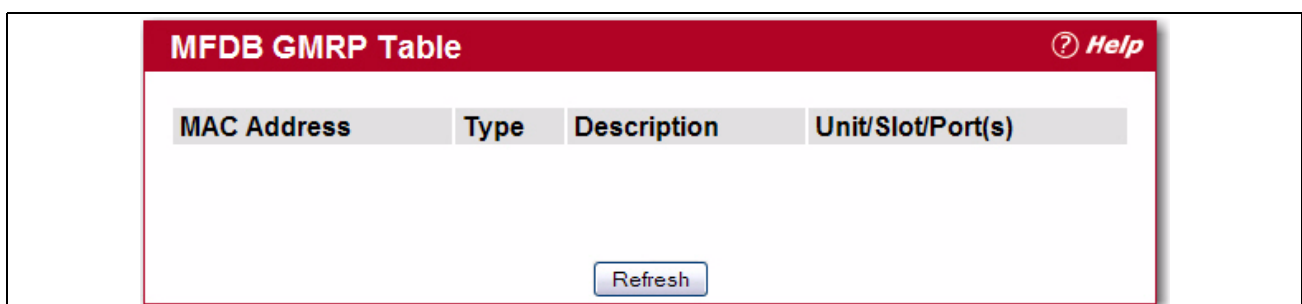 MFDB GMRP Table ? Help
MAC Address Type Description Unit/Slot/Port(s)
Refresh